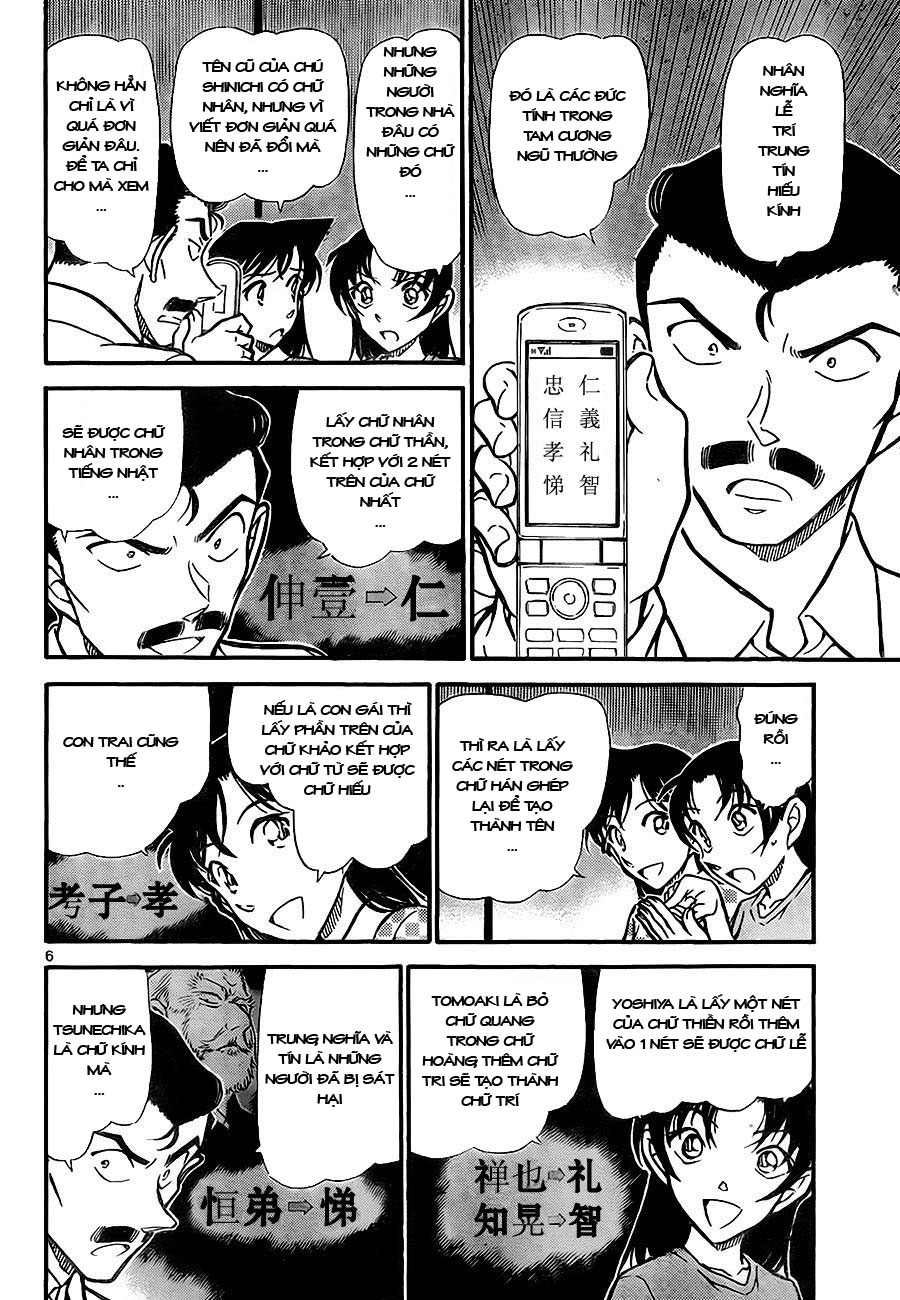 NHÂN
NGHĨA
LỄ
TRÍ
TRUNG
TÍN
HIẾU
KÍNH
ĐÓ LÀ CÁC ĐỨC
TÍNH TRONG
TAM CƯƠNG
NGŨ THƯỜNG
仁義礼智
忠信孝悌
NHƯNG
NHỮNG
NGƯỜI
TRONG NHÀ
ĐÂU CÓ
NHỮNG CHỮ
ĐÓ
TÊN CŨ CỦA CHÚ
SHINICHI CÓ CHỮ
NHÂN, NHƯNG VÌ
VIẾT ĐƠN GIẢN QUÁ
NÊN ĐÃ ĐỔI MÀ
...
KHÔNG HẲN
CHỈ LÀ VÌ
QUÁ ĐƠN
GIẢN ĐÂU.
ĐỂ TA CHỈ
CHO MÀ XEM
...
LẤY CHỮ NHÂN
TRONG CHỮ THẦN,
KẾT HỢP VỚI 2 NÉT
TRÊN CỦA CHỮ
NHẤT
...
SẼ ĐƯỢC CHỮ
NHÂN TRONG
TIẾNG NHẬT
...
伸壹⇨仁
ĐÚNG
RỒI
...
THÌ RA LÀ LẤY
CÁC NÉT TRONG
CHỮ HÁN GHÉP
LẠI ĐỂ TẠO
THÀNH TÊN
...
NẾU LÀ CON GÁI THÌ
LẤY PHẦN TRÊN CỦA
CHỮ KHẢO KẾT HỢP
VỚI CHỮ TỬ SẼ ĐƯỢC
CHỮ HIẾU
CON TRAI CŨNG
THẾ
..
考子⇨孝
6
YOSHIYA LÀ LẤY MỘT NÉT
CỦA CHỮ THIỀN RỒI THÊM
VÀO 1 NÉT SẼ ĐƯỢC CHỮ LỄ
TOMOAKI LÀ BỎ
CHỮ QUANG
TRONG CHỮ
HOÀNG, THÊM CHỮ
TRI SẼ TẠO THÀNH
CHỮ TRÍ
禅也⇨礼
知晃⇨智
TRUNG, NGHĨA VÀ
TÍN LÀ NHỮNG
NGƯỜI ĐÃ BỊ SÁT
HẠI
NHƯNG
TSUNECHIKA
LÀ CHỮ KÍNH
MÀ
...
恒弟⇨悌